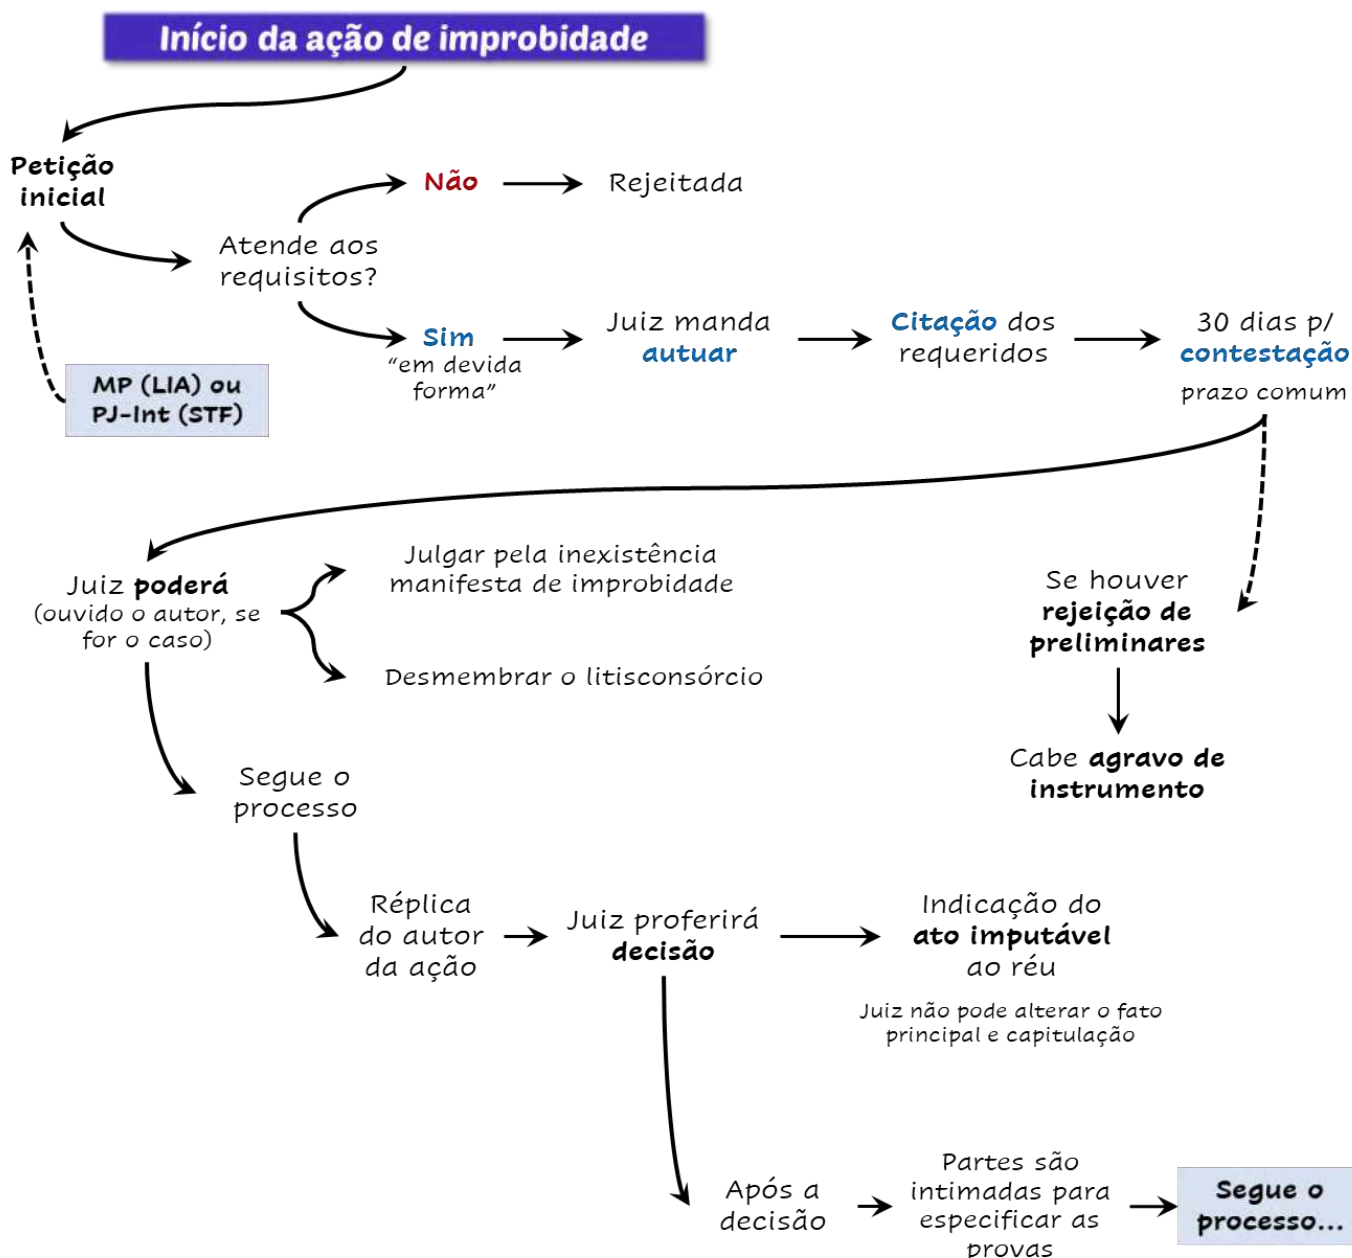 Início da ação de improbidade
Petição
inicial
Não
Rejeitada
Atende aos
requisitos?
Sim
"em devida
forma"
Juiz manda
autuar
Citação dos
requeridos
30 dias p/
contestação
prazo comum
MP (LIA) ou
PJ-Int (STF)
Juiz poderá
(ouvido o autor, se
for o caso)
Julgar pela inexistência
manifesta de improbidade
Desmembrar o litisconsórcio
Se houver
rejeição de
preliminares
Cabe agravo de
instrumento
Segue o
processo
Réplica
do autor
da ação
Juiz proferirá
decisão
Indicação do
ato imputável
ao réu
Juiz não pode alterar o fato
principal e capitulação
Após a
decisão
Partes são
intimadas para
especificar as
provas
Segue o
processo...